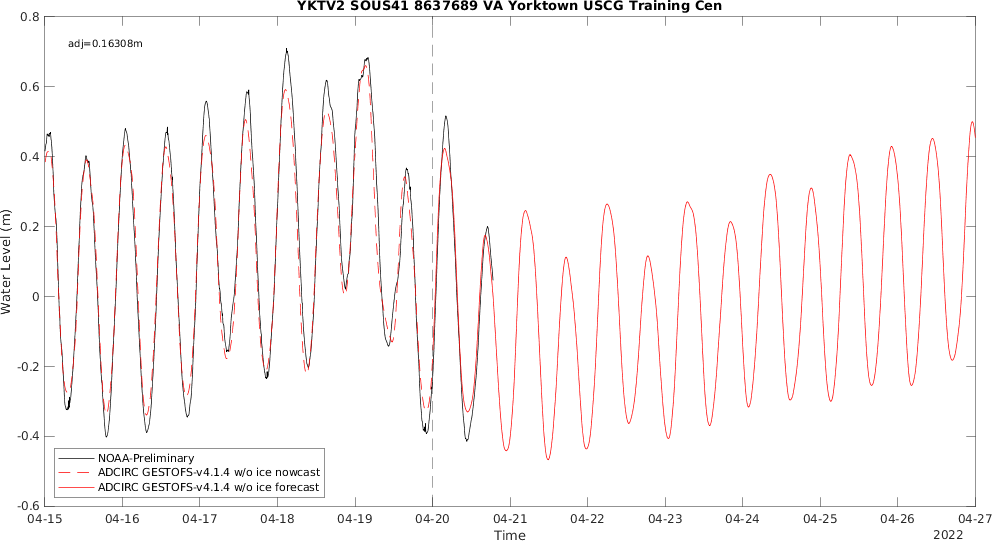 YKTV2 SOUS41 8637689 VA Yorktown USCG Training Cen
adj=0.16308m
0.8
0.6
0.4
0.2
0
-0.2
-0.4
-0.6
Water Level (m)
NOAA-Preliminary
ADCIRC GESTOFS-v4.1.4 w/o ice nowcast
ADCIRC GESTOFS-v4.1.4 w/o ice forecast
04-15 04-16 04-17 04-18 04-19 04-20 04-21 04-22 04-23 04-24 04-25 04-26 04-27
Time
2022